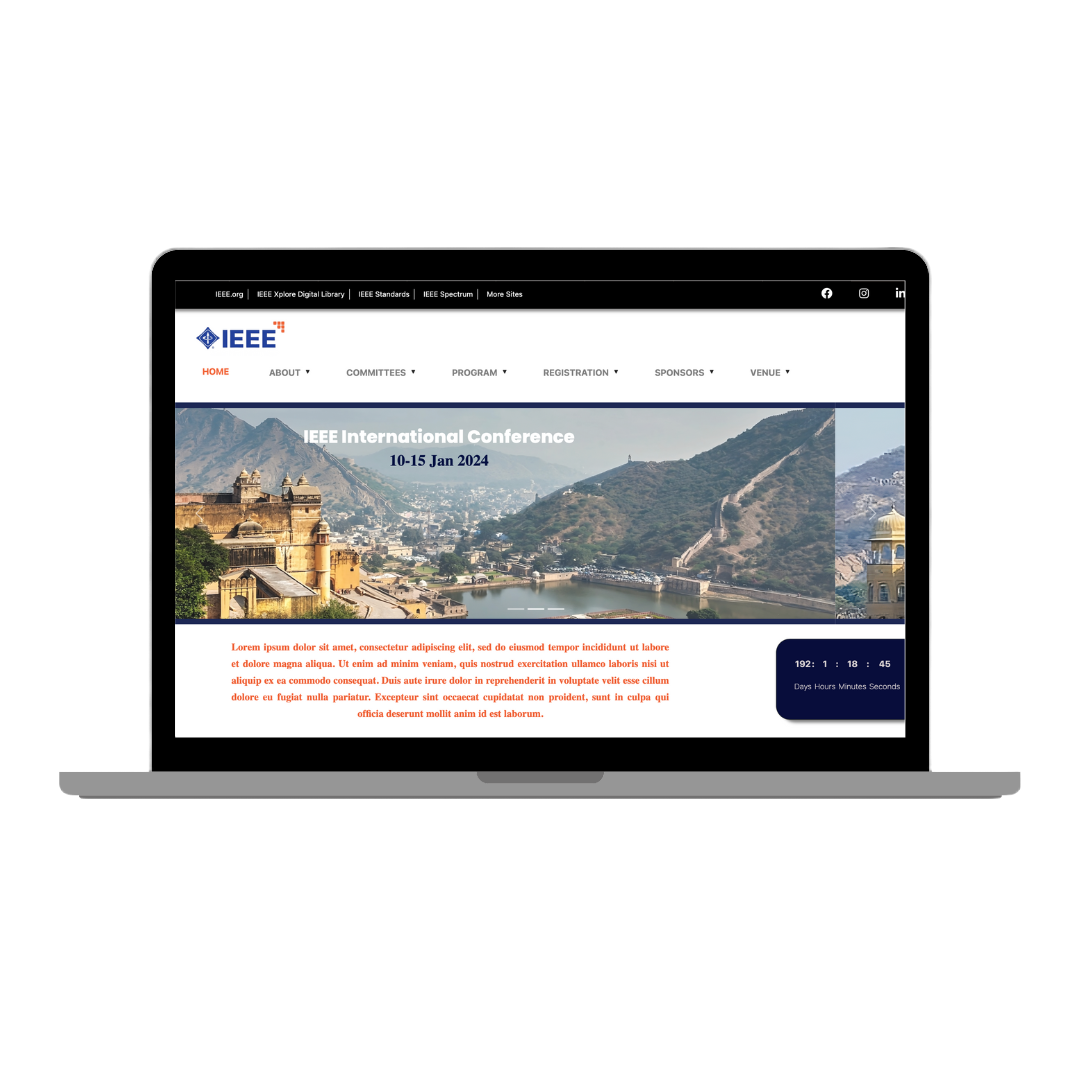 IEEE.org | IEEE Xplore Digital Library | IEEE Standards | IEEE Spectrum | More Sites
in
IEEE
HOME ABOUT ▼ COMMITTEES ▼ PROGRAM ▼ REGISTRATION ▼ SPONSORS ▼ VENUE ▼
IEEE International Conference
10-15 Jan 2024
Lorem ipsum dolor sit amet, consectetur adipiscing elit, sed do eiusmod tempor incididunt ut labore
et dolore magna aliqua. Ut enim ad minim veniam, quis nostrud exercitation ullamco laboris nisi ut
aliquip ex ea commodo consequat. Duis aute irure dolor in reprehenderit in voluptate velit esse cillum
dolore eu fugiat nulla pariatur. Excepteur sint occaecat cupidatat non proident, sunt in culpa qui
officia deserunt mollit anim id est laborum.
192: 1 : 18 : 45
Days Hours Minutes Seconds